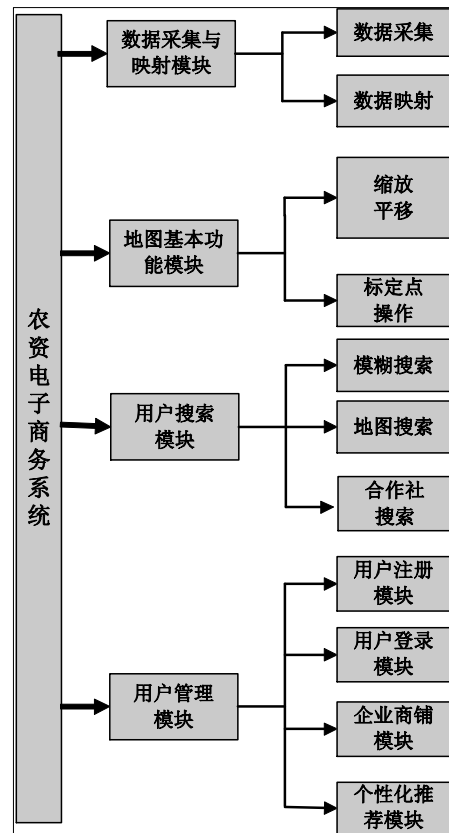 农资电子商务系统
数据采集与
映射模块
数据采集
数据映射
地图基本功
能模块
缩放
平移
标定点
操作
用户搜索
模块
模糊搜索
地图搜索
合作社
搜索
用户管理
模块
用户注册
模块
用户登录
模块
企业商铺
模块
个性化推
荐模块